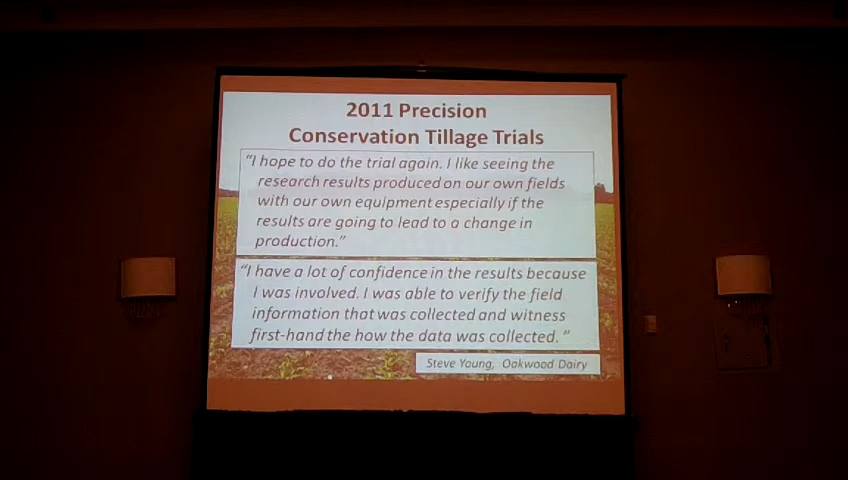 2011 Precision
Conservation Tillage Trials
"I hope to do the trial again. I like seeing the
research results produced on our own fields
with our own equipment especially if the
results are going to lead to a change in
production."
"I have a lot of confidence in the results because
I was involved. I was able to verify the field
information that was collected and witness
first-hand the how the data was collected. "
Steve Young, Oakwood Dairy